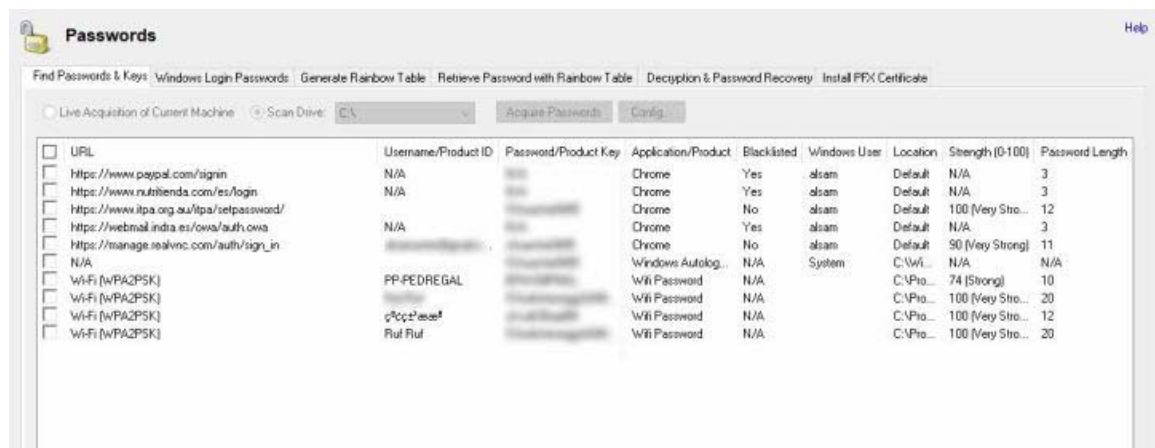 Passwords
Help
Find Passwords & Keys Windows Login Passwords Generate Rainbow Table Retrieve Password with Rainbow Table Decryption & Password Recovery Install PFX Certificate
Live Acquisition of Current Machine Scan Drive: C:\ Acquire Passwords Config...
URL Username/Product ID Password/Product Key Application/Product Blacklisted Windows User Location Strength (0-100) Password Length
https://www.paypal.com/signin N/A Chrome Yes alsam Default N/A 3
https://www.nutritienda.com/es/login N/A Chrome Yes alsam Default N/A 3
https://www.itpa.org.au/itpa/setpassword/ Chrome No alsam Default 100 (Very Stro... 12
https://webmail.indra.es/owa/auth.owa N/A Chrome Yes alsam Default N/A 3
https://manage.realvnc.com/auth/sign_in Chrome No alsam Default 90 (Very Strong) 11
N/A Windows Autolog... N/A System C:\Wi... N/A N/A
Wi-Fi (WPA2PSK) PP-PEDREGAL Wifi Password N/A C:\Pro... 74 (Strong) 10
Wi-Fi (WPA2PSK) Wifi Password N/A C:\Pro... 100 (Very Stro... 20
Wi-Fi (WPA2PSK) Wifi Password N/A C:\Pro... 100 (Very Stro... 12
Wi-Fi (WPA2PSK) Ruf Ruf Wifi Password N/A C:\Pro... 100 (Very Stro... 20